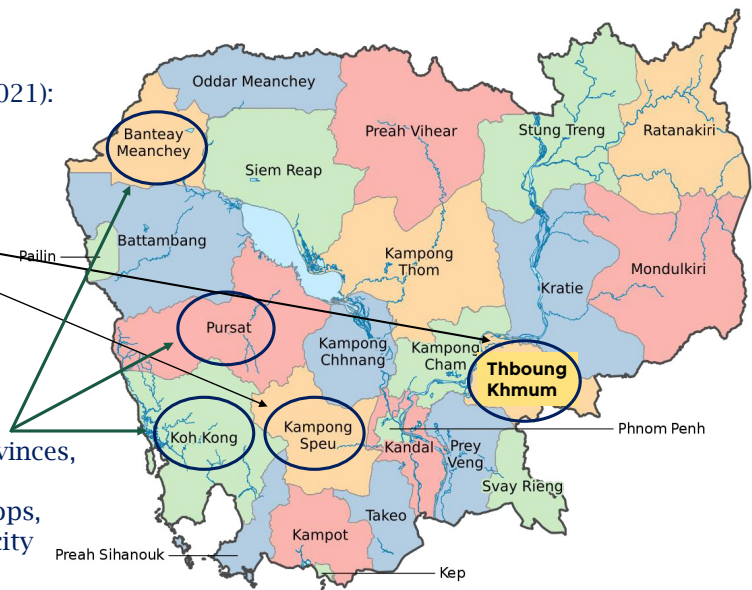 021):
Oddar Meanchey
Banteay
Meanchey
Preah Vihear
Stung Treng
Ratanakiri
Siem Reap
Pailin
Battambang
Kampong
Thom
Kratie
Mondulkiri
Pursat
Kampong
Chhnang
Kampong
Cham
Thboung
Khmum
Koh Kong
Kampong
Speu
Kandal
Prey
Veng
Phnom Penh
Svay Rieng
vinces,
ops,
city
Takeo
Kampot
Preah Sihanouk
Kep